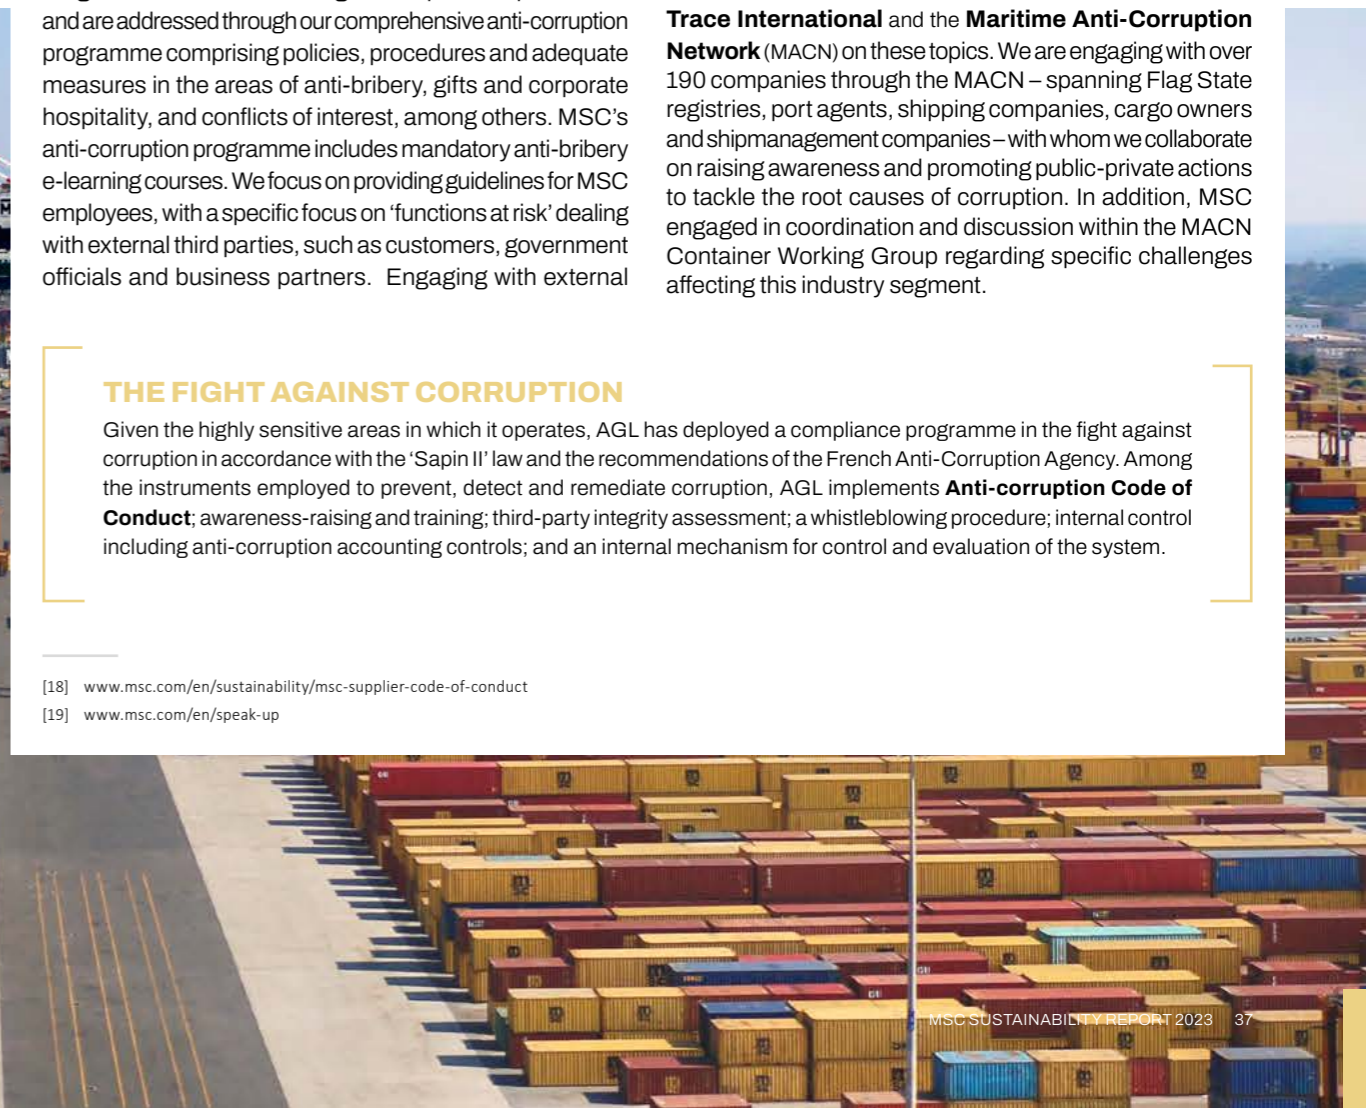 and are addressed through our comprehensive anti-corruption
programme comprising policies, procedures and adequate
measures in the areas of anti-bribery, gifts and corporate
hospitality, and conflicts of interest, among others. MSC’s
anti-corruption programme includes mandatory anti-bribery
e-learning courses. We focus on providing guidelines for MSC
employees, with a specific focus on ‘functions at risk’ dealing
with external third parties, such as customers, government
officials and business partners. Engaging with external
Trace International and the Maritime Anti-Corruption
Network (MACN) on these topics. We are engaging with over
190 companies through the MACN – spanning Flag State
registries, port agents, shipping companies, cargo owners
and shipmanagement companies – with whom we collaborate
on raising awareness and promoting public-private actions
to tackle the root causes of corruption. In addition, MSC
engaged in coordination and discussion within the MACN
Container Working Group regarding specific challenges
affecting this industry segment.
THE FIGHT AGAINST CORRUPTION
Given the highly sensitive areas in which it operates, AGL has deployed a compliance programme in the fight against
corruption in accordance with the ‘Sapin II’ law and the recommendations of the French Anti-Corruption Agency. Among
the instruments employed to prevent, detect and remediate corruption, AGL implements Anti-corruption Code of
Conduct; awareness-raising and training; third-party integrity assessment; a whistleblowing procedure; internal control
including anti-corruption accounting controls; and an internal mechanism for control and evaluation of the system.
[18] www.msc.com/en/sustainability/msc-supplier-code-of-conduct
[19] www.msc.com/en/speak-up
MSC SUSTAINABILITY REPORT 2023 37